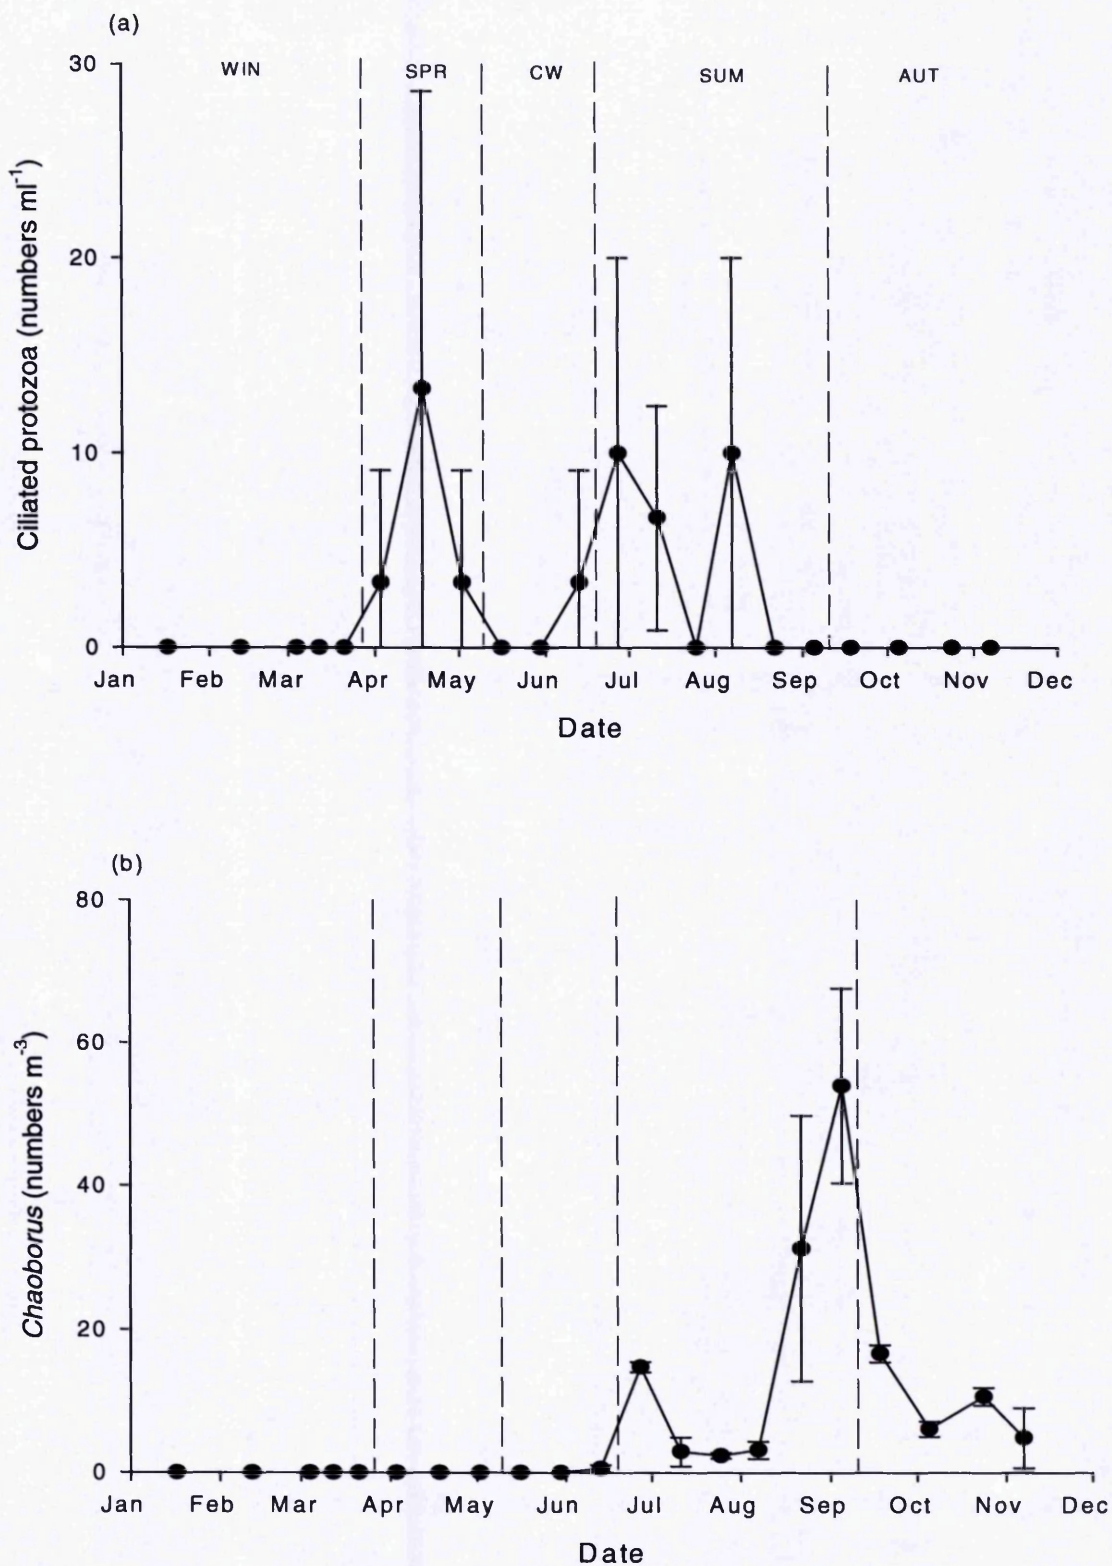 (a)
30
WIN
SPR
CW
SUM
AUT
20
10
0
Ciliated protozoa (numbers ml-1)
Jan Feb Mar Apr May Jun Jul Aug Sep Oct Nov Dec
Date
(b)
80
60
40
20
0
Chaoborus (numbers m-3)
Jan Feb Mar Apr May Jun Jul Aug Sep Oct Nov Dec
Date